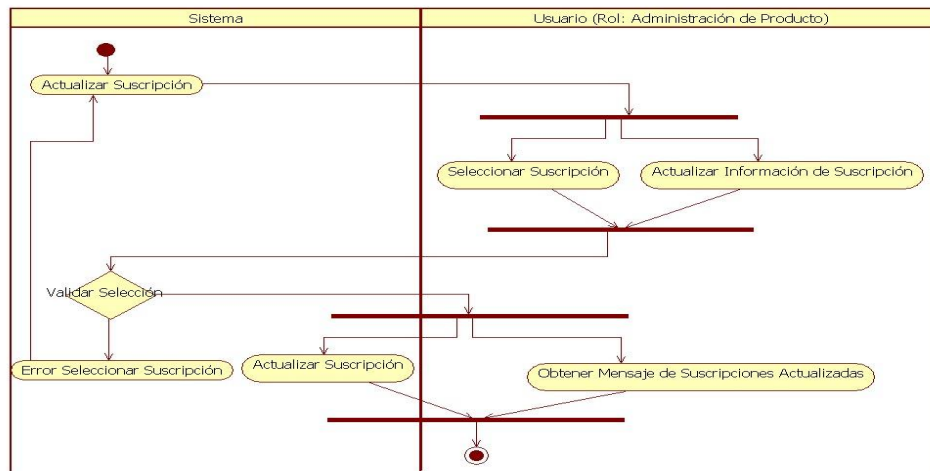 Sistema
Usuario (Rol: Administración de Producto)
Actualizar Suscripción
Seleccionar Suscripción
Actualizar Información de Suscripción
Validar Selección
Error Seleccionar Suscripción
Actualizar Suscripción
Obtener Mensaje de Suscripciones Actualizadas